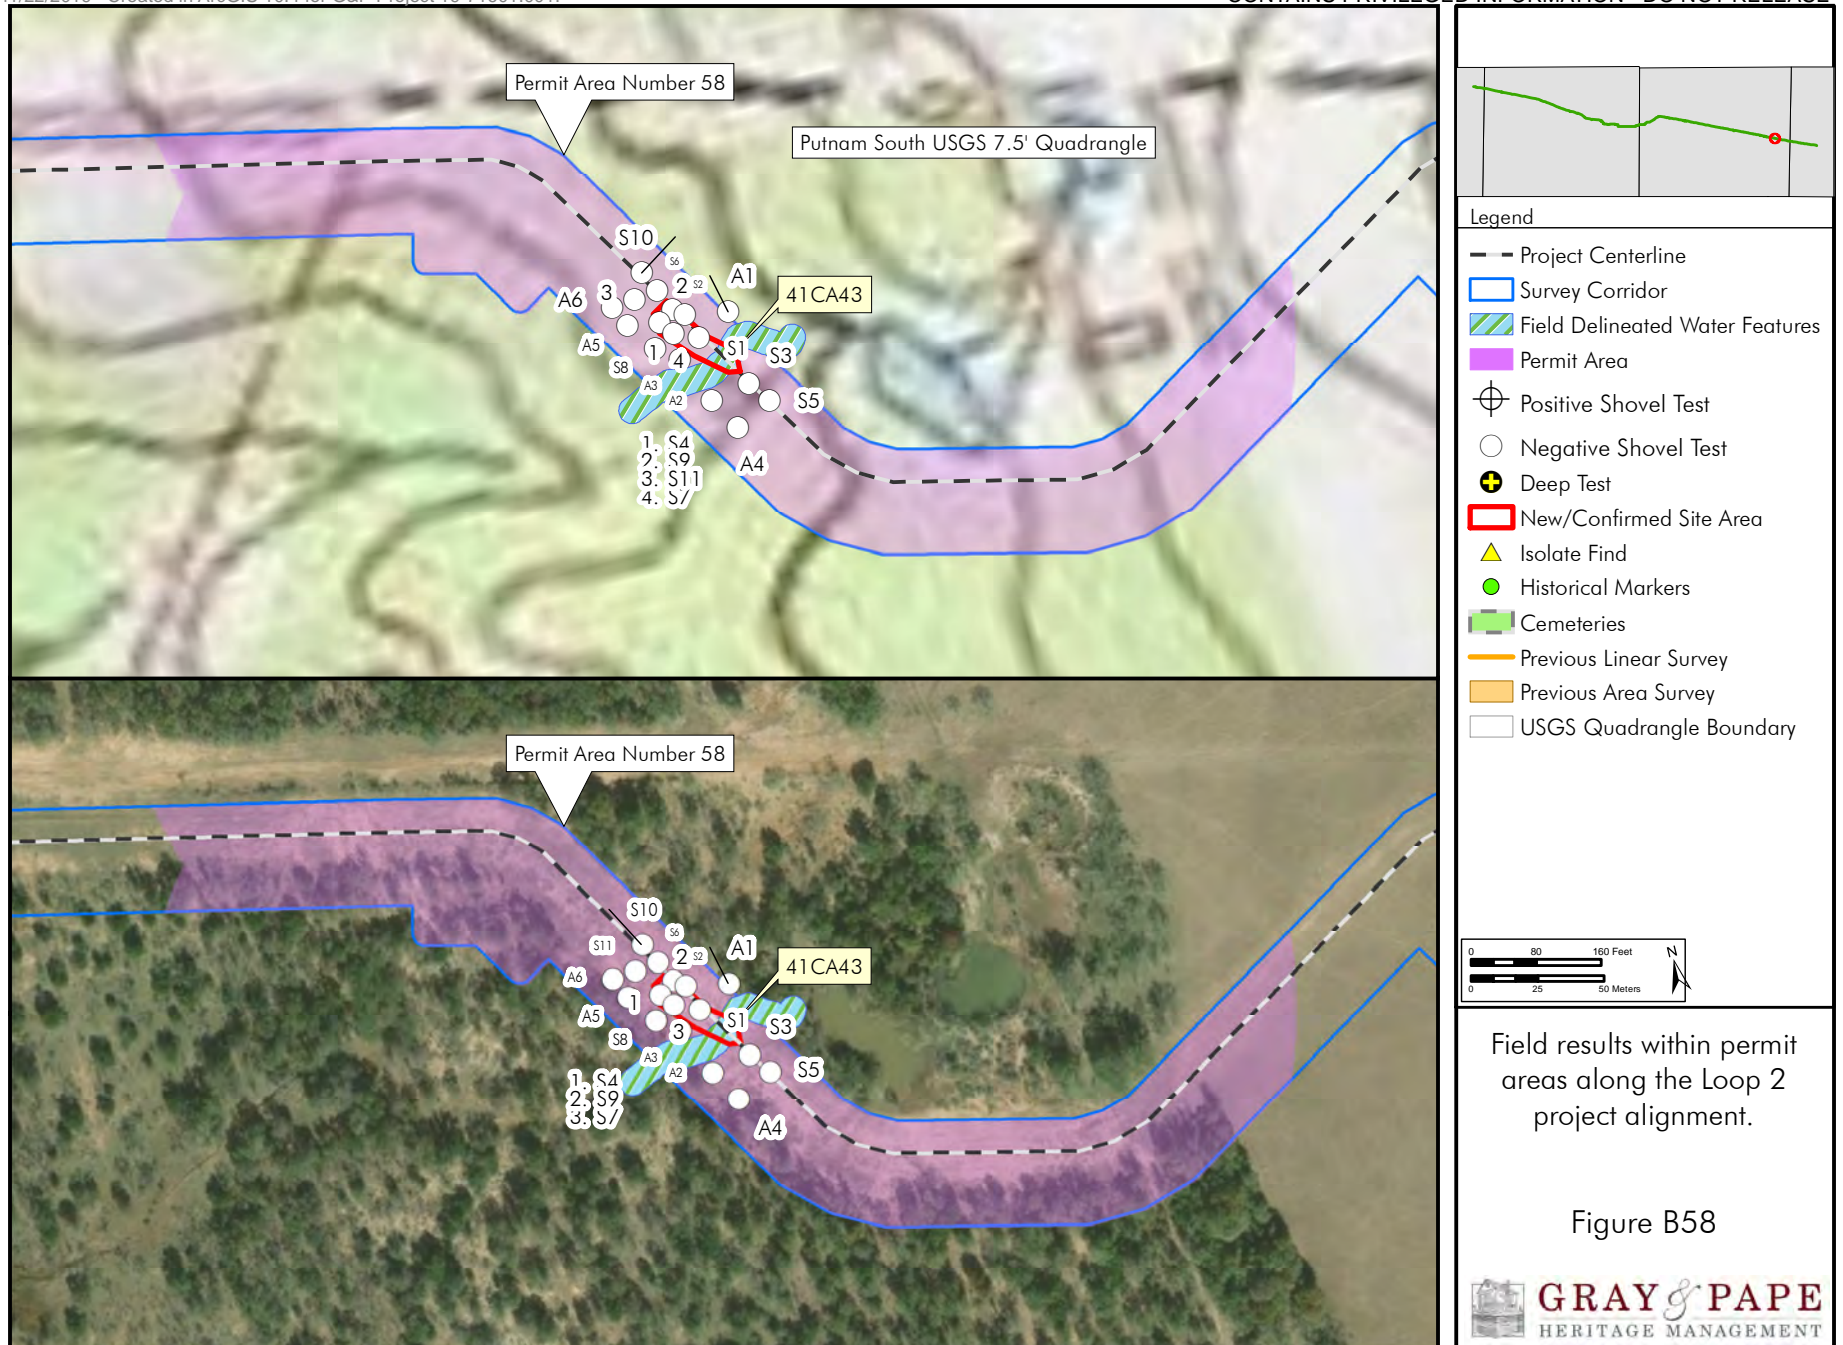 CONTAINS PRIVILEGED INFORMATION - DO NOT RELEASE
Permit Area Number 58
Putnam South USGS 7.5' Quadrangle
S10
S6
A1
3
2
S2
A6
41CA43
A5
1
S1
S3
4
S8
A3
A2
S5
1. S4
2. S9
3. S11
4. S7
A4
Permit Area Number 58
S10
S6
S11
2
S2
A1
A6
41CA43
1
A5
S1
S3
3
S8
A3
A2
S5
1. S4
2. S9
3. S7
A4
Legend
Project Centerline
Survey Corridor
Field Delineated Water Features
Permit Area
Positive Shovel Test
Negative Shovel Test
Deep Test
New/Confirmed Site Area
Isolate Find
Historical Markers
Cemeteries
Previous Linear Survey
Previous Area Survey
USGS Quadrangle Boundary
0 80 160 Feet
0 25 50 Meters
N
Field results within permit
areas along the Loop 2
project alignment.
Figure B58
GRAY & PAPE
HERITAGE MANAGEMENT